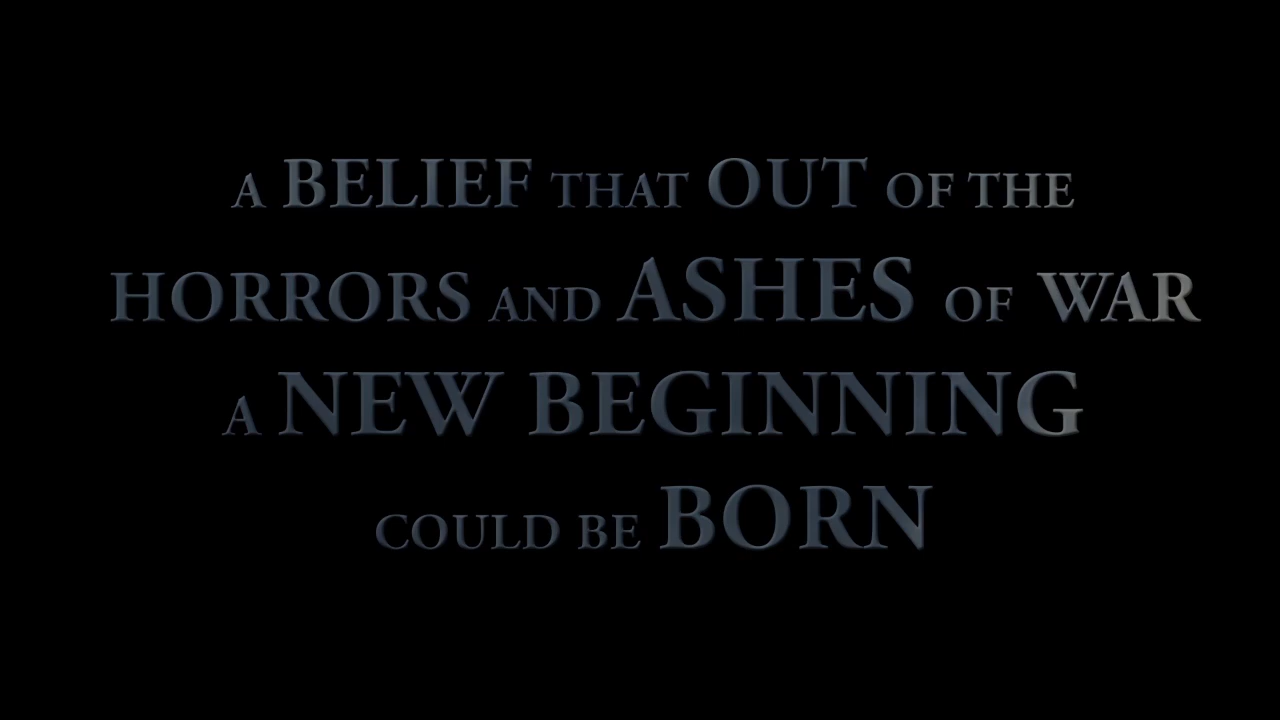 A BELIEF THAT OUT OF THE
HORRORS AND ASHES OF WAR
A NEW BEGINNING
COULD BE BORN